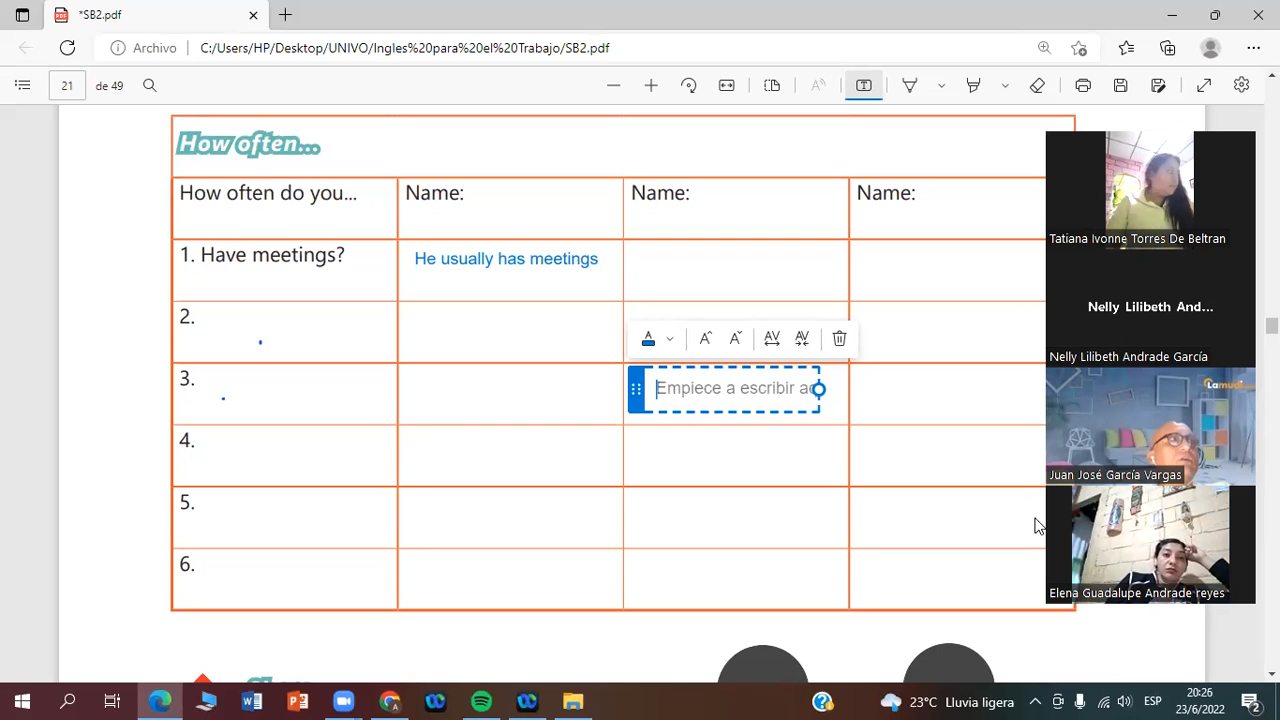 *SB2.pdf
Archivo
C:/Users/HP/Desktop/UNIVO/Ingles%20para%20el%20Trabajo/SB2.pdf
21 de 49
How often...
How often do you... Name: Name: Name:
1. Have meetings? He usually has meetings
2.
3. Empiece a escribir
4.
5.
6.
Tatiana Ivonne Torres De Beltran
Nelly Lilibeth And...
Nelly Lilibeth Andrade García
Lamudi
Juan José García Vargas
Elena Guadalupe Andrade reyes
23°C Lluvia ligera
ESP
20:26
23/6/2022
2